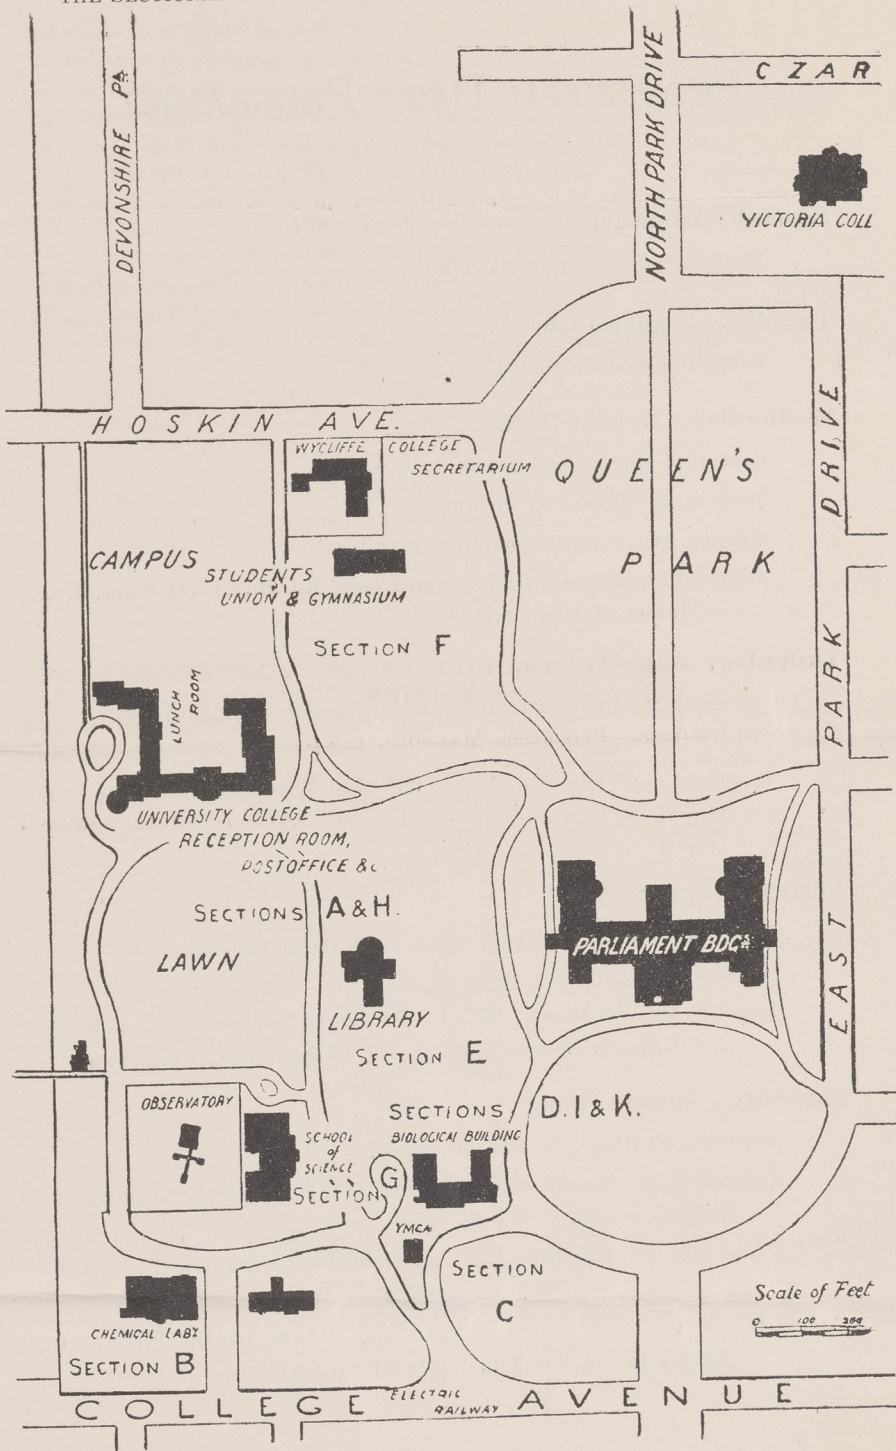 DEVONSHIRE PL.
NORTH PARK DRIVE
CZAR
VICTORIA COLL
HOSKIN AVE.
WYCLIFFE COLLEGE
SECRETARIUM
QUEEN'S
PARK
EAST PARK DRIVE
CAMPUS
STUDENTS
UNION & GYMNASIUM
SECTION F
LUNCH
ROOM
UNIVERSITY COLLEGE
RECEPTION ROOM,
POSTOFFICE &c
SECTIONS A & H.
LAWN
PARLIAMENT BDGS
LIBRARY
SECTION E
OBSERVATORY
SECTIONS D. I & K.
BIOLOGICAL BUILDING
SCHOOL
of
SCIENCE
SECTION G
YMCA
SECTION
C
Scale of Feet
0 100 200
CHEMICAL LABY
SECTION B
COLLEGE AVENUE
ELECTRIC
RAILWAY